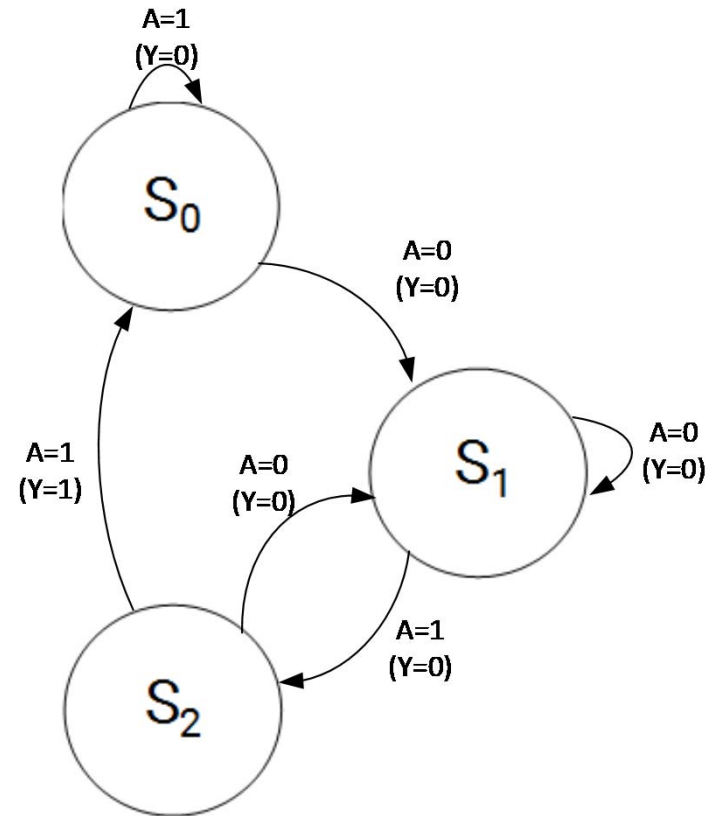 A=1
(Y=0)
S₀
A=0
(Y=0)
S₁
A=0
(Y=0)
A=1
(Y=1)
A=0
(Y=0)
A=1
(Y=0)
S₂